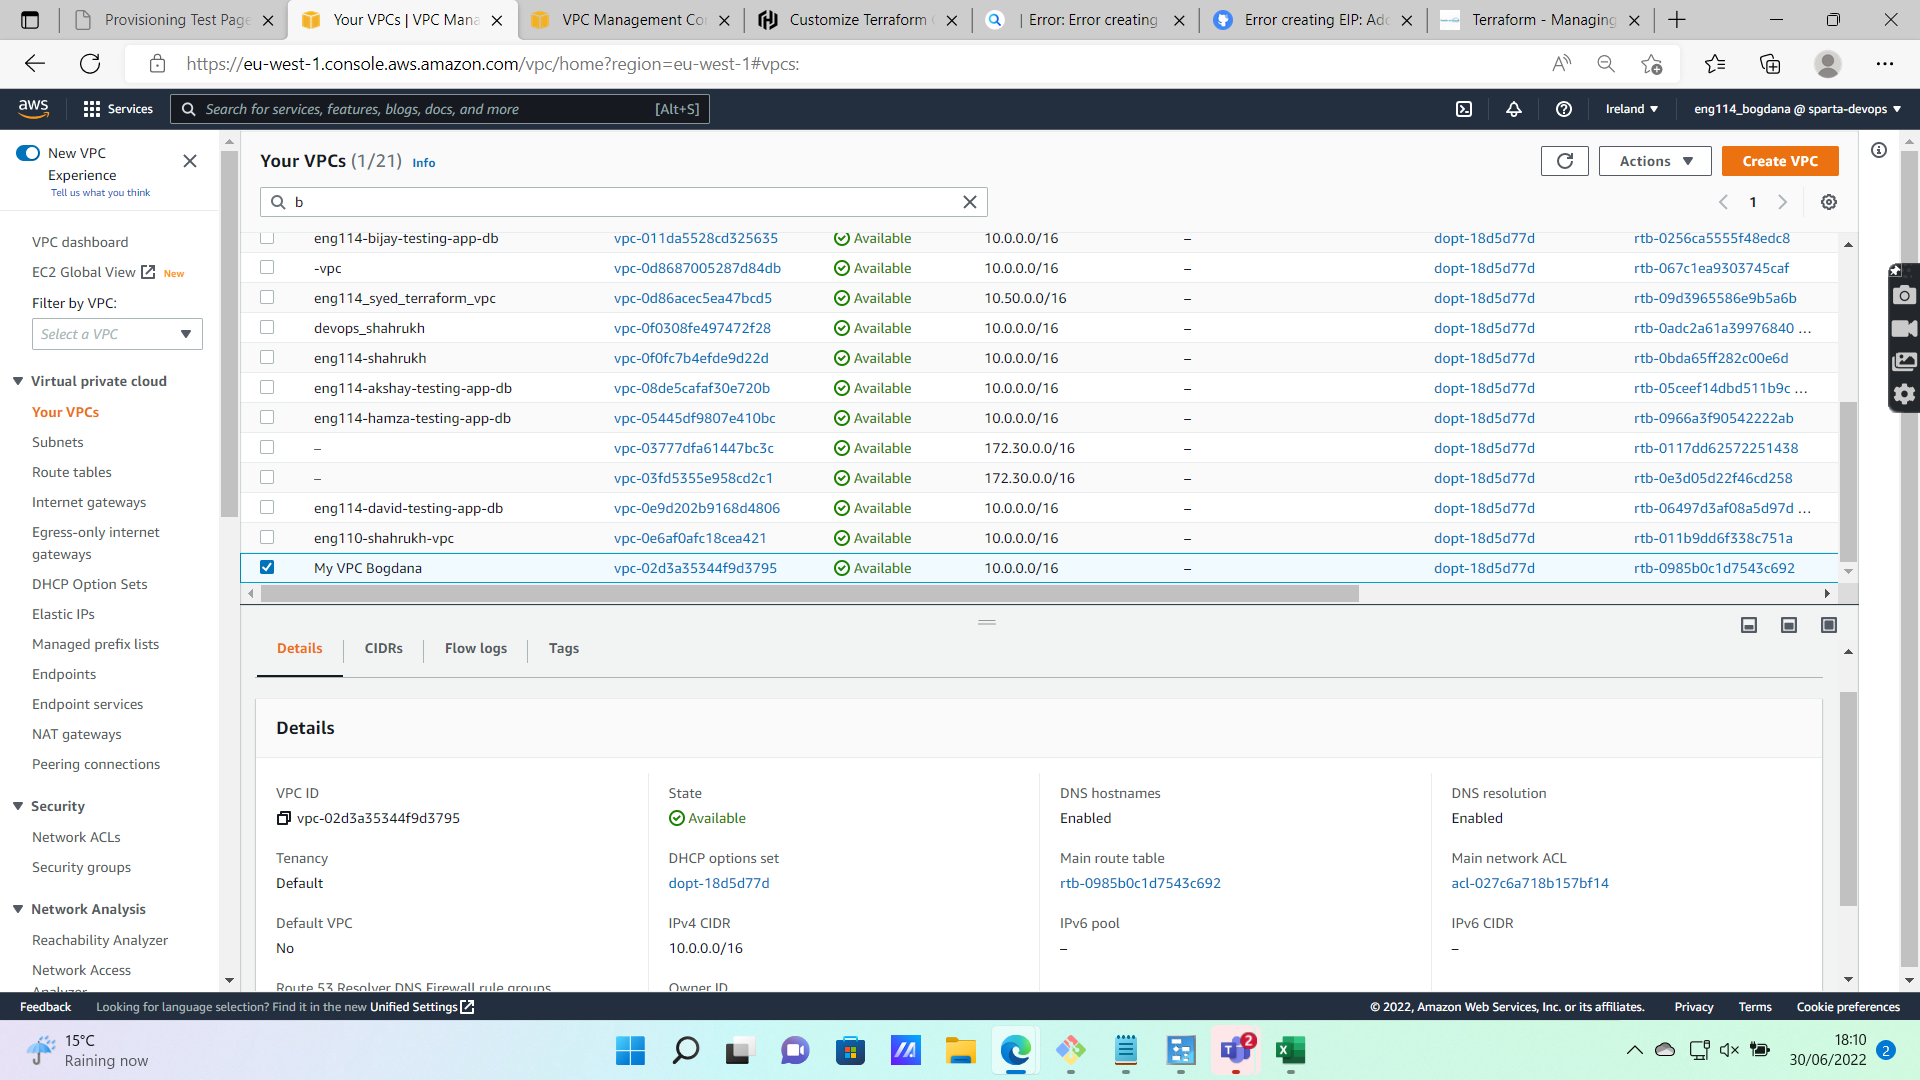 Provisioning Test Page
Your VPCs | VPC Mana
VPC Management Co
Customize Terraform
| Error: Error creating
Error creating EIP: Add
Terraform - Managing
https://eu-west-1.console.aws.amazon.com/vpc/home?region=eu-west-1#vpcs:
aws Services Search for services, features, blogs, docs, and more [Alt+S] Ireland eng114_bogdana @ sparta-devops
New VPC
Experience
Tell us what you think
VPC dashboard
EC2 Global View New
Filter by VPC:
Select a VPC
Virtual private cloud
Your VPCs
Subnets
Route tables
Internet gateways
Egress-only internet
gateways
DHCP Option Sets
Elastic IPs
Managed prefix lists
Endpoints
Endpoint services
NAT gateways
Peering connections
Security
Network ACLs
Security groups
Network Analysis
Reachability Analyzer
Network Access
Analyzer
Your VPCs (1/21) Info
Actions
Create VPC
b
1
eng114-bijay-testing-app-db vpc-011da5528cd325635 Available 10.0.0.0/16 – dopt-18d5d77d rtb-0256ca5555f48edc8
-vpc vpc-0d8687005287d84db Available 10.0.0.0/16 – dopt-18d5d77d rtb-067c1ea9303745caf
eng114_syed_terraform_vpc vpc-0d86acec5ea47bcd5 Available 10.50.0.0/16 – dopt-18d5d77d rtb-09d3965586e9b5a6b
devops_shahrukh vpc-0f0308fe497472f28 Available 10.0.0.0/16 – dopt-18d5d77d rtb-0adc2a61a39976840 ...
eng114-shahrukh vpc-0f0fc7b4efde9d22d Available 10.0.0.0/16 – dopt-18d5d77d rtb-0bda65ff282c00e6d
eng114-akshay-testing-app-db vpc-08de5cafaf30e720b Available 10.0.0.0/16 – dopt-18d5d77d rtb-05ceef14dbd511b9c ...
eng114-hamza-testing-app-db vpc-05445df9807e410bc Available 10.0.0.0/16 – dopt-18d5d77d rtb-0966a3f90542222ab
– vpc-03777dfa61447bc3c Available 172.30.0.0/16 – dopt-18d5d77d rtb-0117dd62572251438
– vpc-03fd5355e958cd2c1 Available 172.30.0.0/16 – dopt-18d5d77d rtb-0e3d05d22f46cd258
eng114-david-testing-app-db vpc-0e9d202b9168d4806 Available 10.0.0.0/16 – dopt-18d5d77d rtb-06497d3af08a5d97d ...
eng110-shahrukh-vpc vpc-0e6af0afc18cea421 Available 10.0.0.0/16 – dopt-18d5d77d rtb-011b9dd6f338c751a
My VPC Bogdana vpc-02d3a35344f9d3795 Available 10.0.0.0/16 – dopt-18d5d77d rtb-0985b0c1d7543c692
Details CIDRs Flow logs Tags
Details
VPC ID
vpc-02d3a35344f9d3795
State
Available
DNS hostnames
Enabled
DNS resolution
Enabled
Tenancy
Default
DHCP options set
dopt-18d5d77d
Main route table
rtb-0985b0c1d7543c692
Main network ACL
acl-027c6a718b157bf14
Default VPC
No
IPv4 CIDR
10.0.0.0/16
IPv6 pool
–
IPv6 CIDR
–
Route 53 Resolver DNS Firewall rule groups
Owner ID
Feedback Looking for language selection? Find it in the new Unified Settings © 2022, Amazon Web Services, Inc. or its affiliates. Privacy Terms Cookie preferences
15°C
Raining now
2
18:10
30/06/2022
2